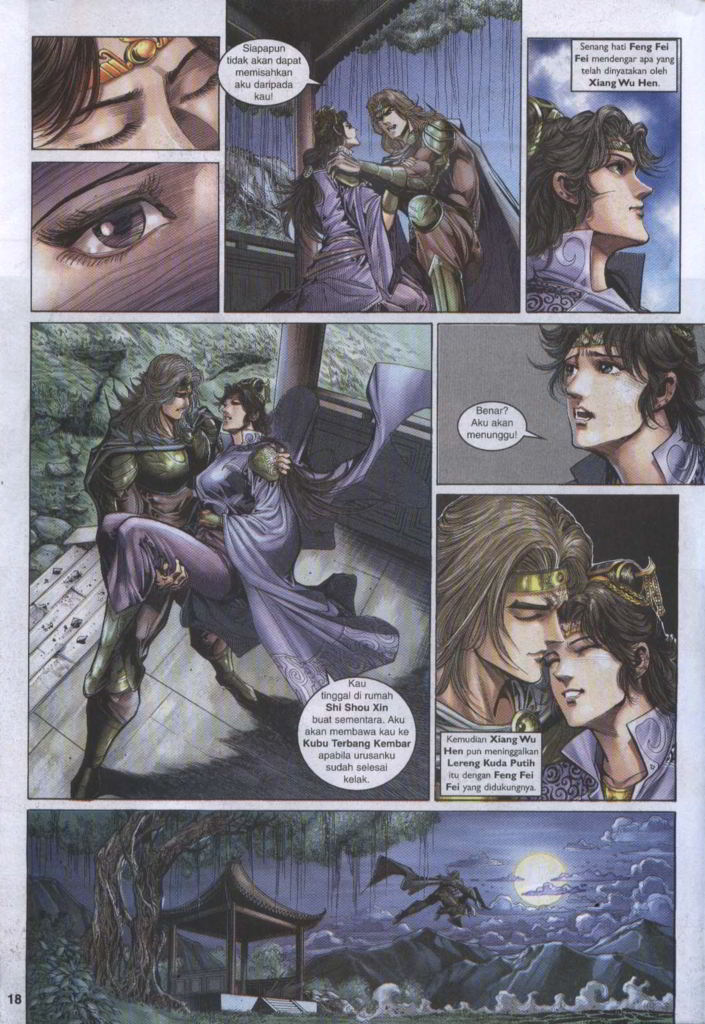 Siapapun
tidak akan dapat
memisahkan
aku daripada
kau!
Senang hati Feng Fei
Fei mendengar apa yang
telah dinyatakan oleh
Xiang Wu Hen.
Kau
tinggal di rumah
Shi Shou Xin
buat sementara. Aku
akan membawa kau ke
Kubu Terbang Kembar
apabila urusanku
sudah selesai
kelak.
Benar?
Aku akan
menunggu!
Kemudian Xiang Wu
Hen pun meninggalkan
Lereng Kuda Putih
itu dengan Feng Fei
Fei yang didukungnya.
18